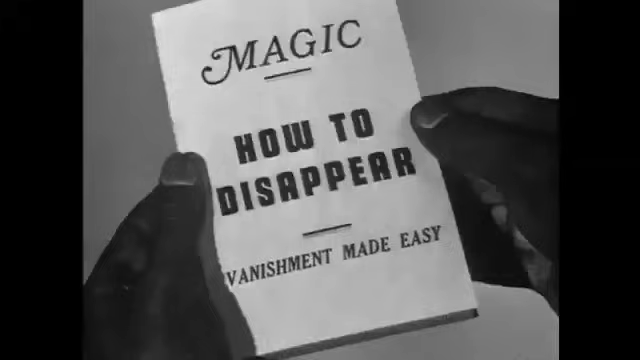 MAGIC
HOW TO
DISAPPEAR
VANISHMENT MADE EASY